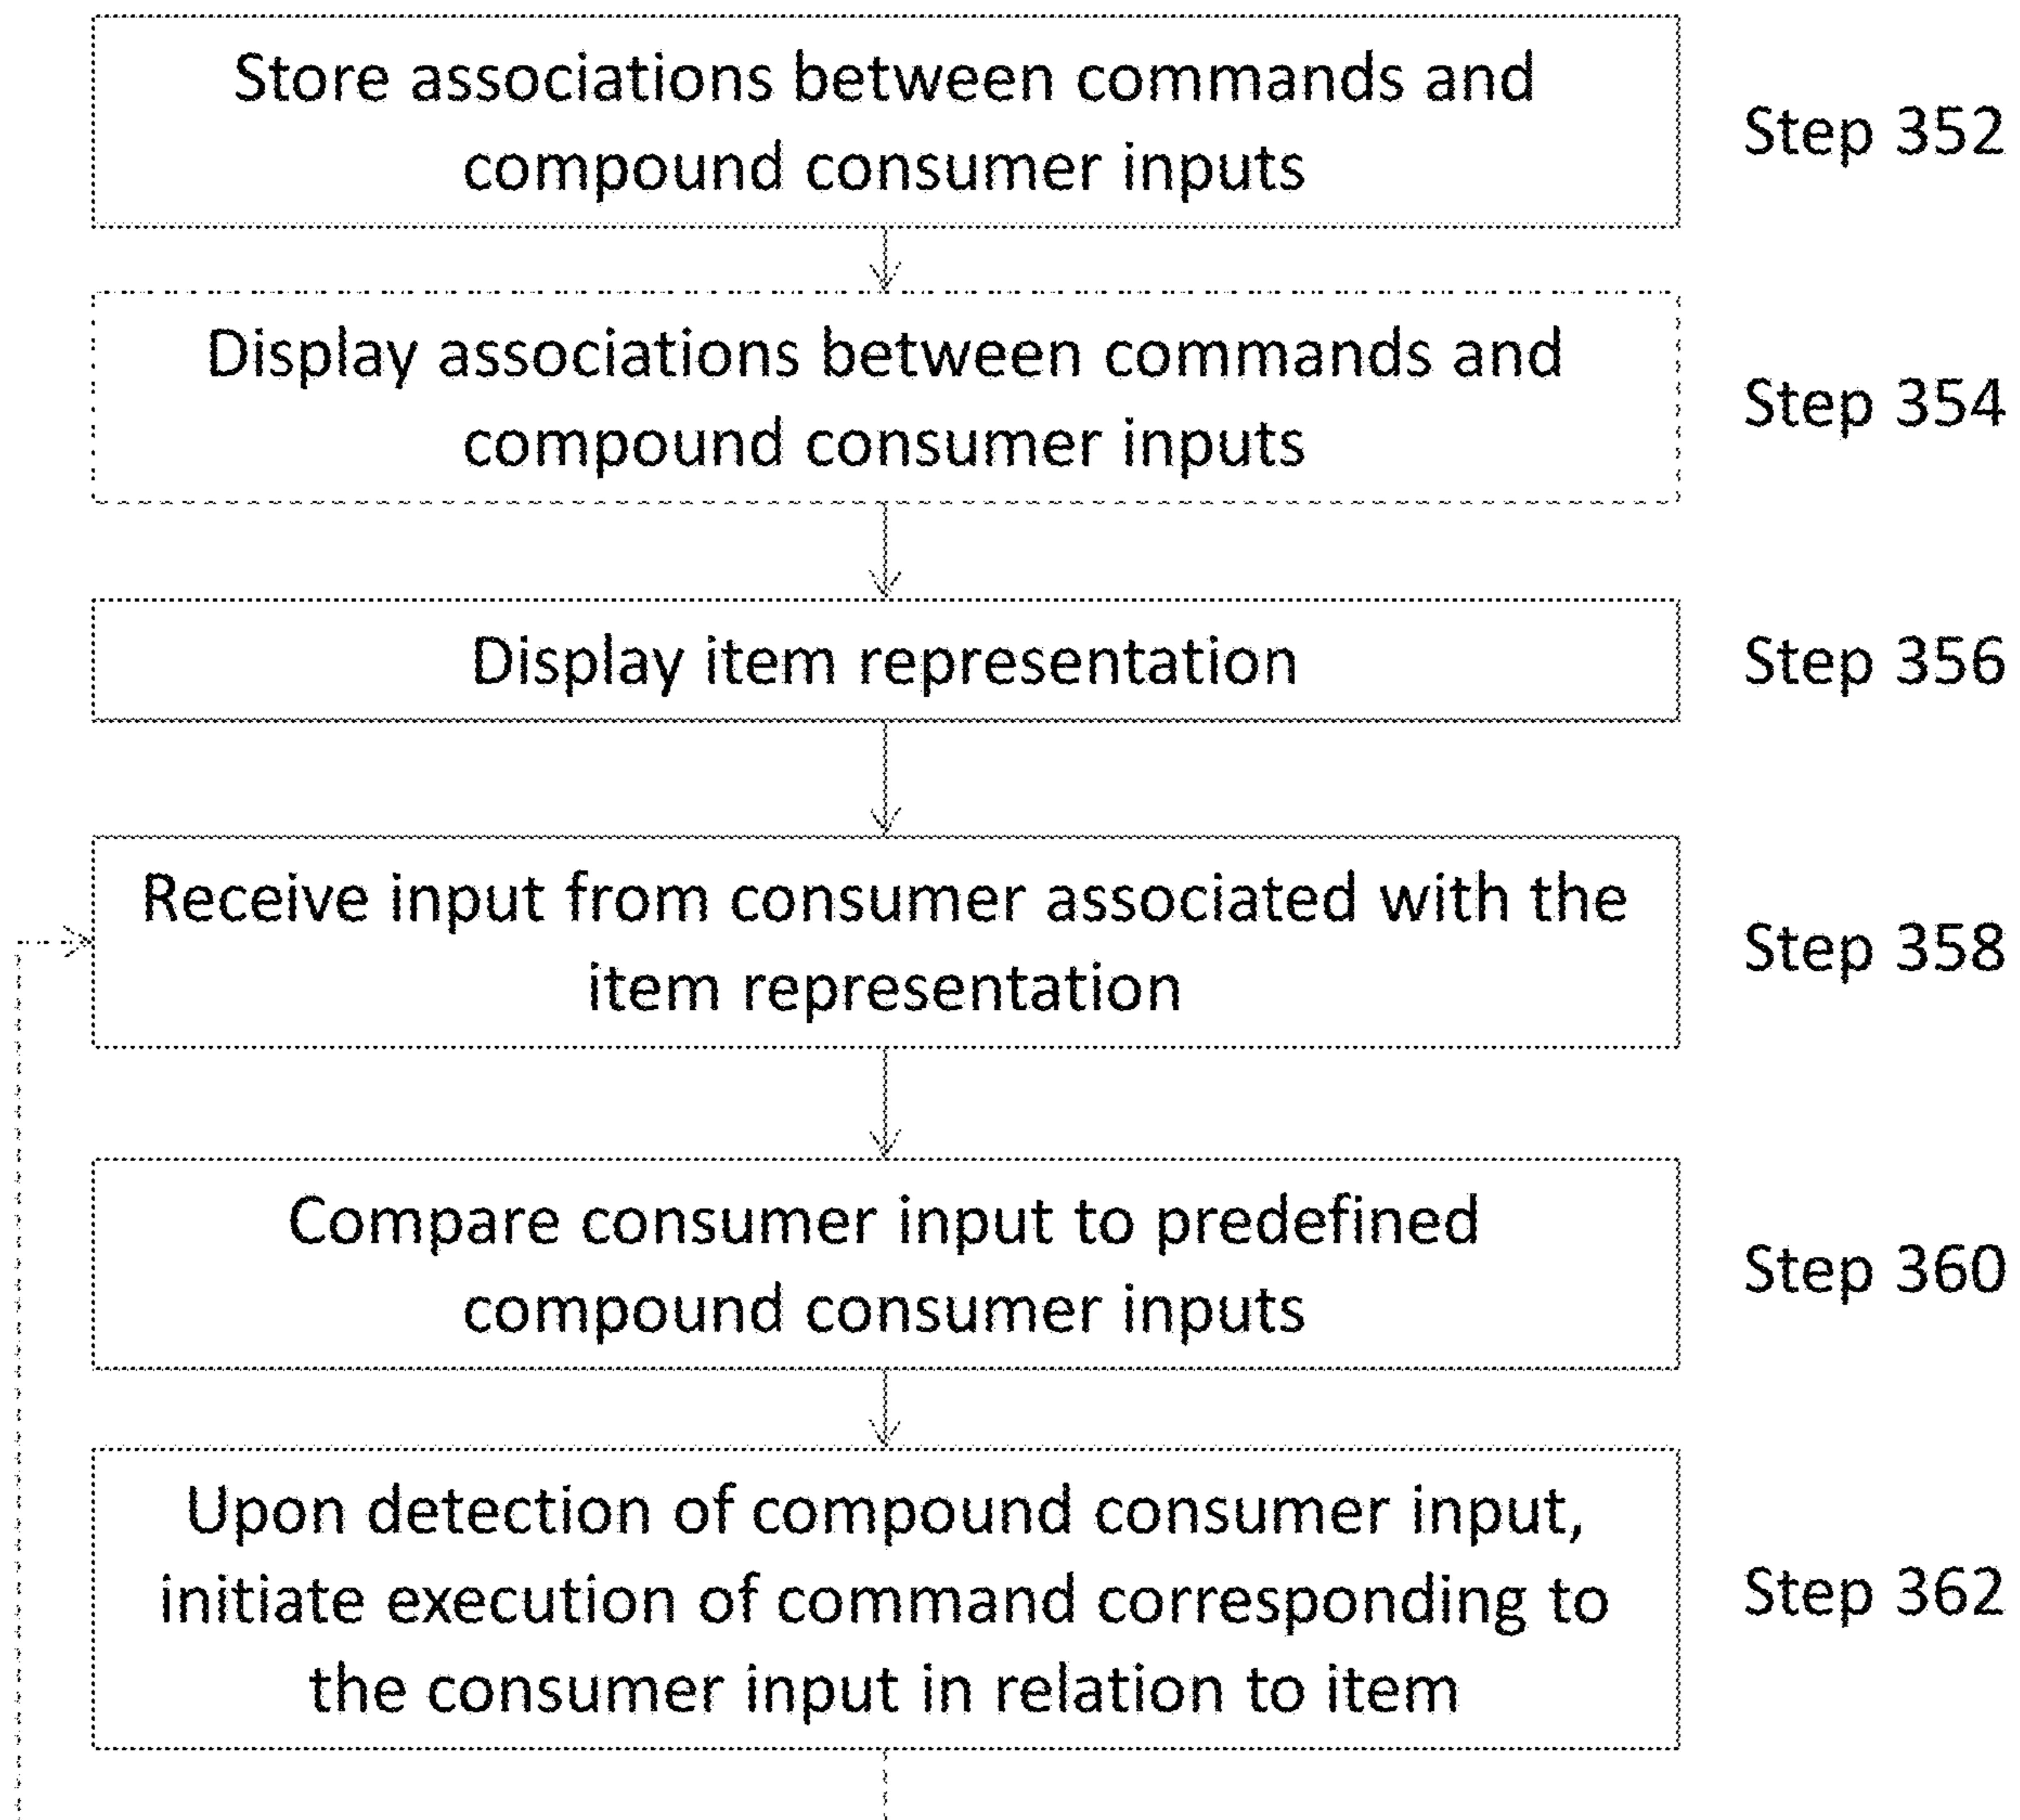 Store associations between commands and
compound consumer inputs
Step 352
Display associations between commands and
compound consumer inputs
Step 354
Display item representation
Step 356
Receive input from consumer associated with the
item representation
Step 358
Compare consumer input to predefined
compound consumer inputs
Step 360
Upon detection of compound consumer input,
initiate execution of command corresponding to
the consumer input in relation to item
Step 362